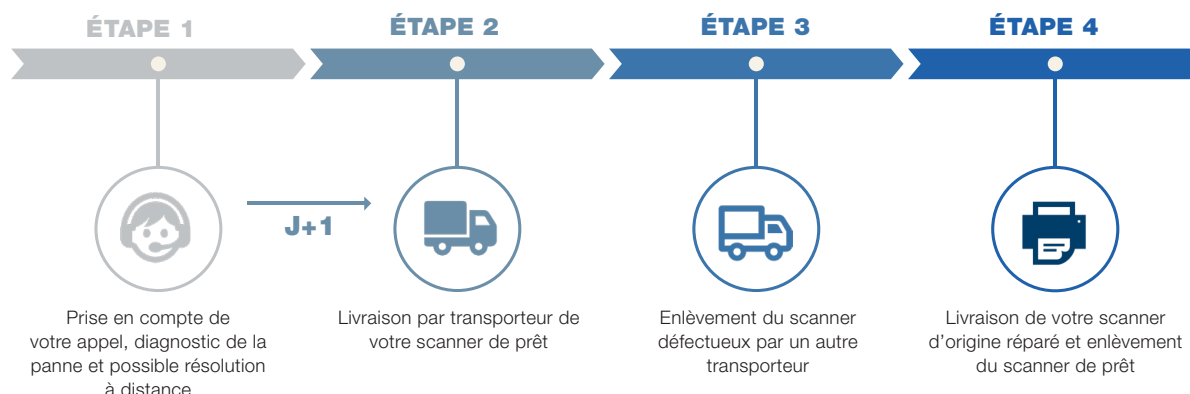 ÉTAPE 1
ÉTAPE 2
ÉTAPE 3
ÉTAPE 4
J+1
Prise en compte de
votre appel, diagnostic de la
panne et possible résolution
à distance
Livraison par transporteur de
votre scanner de prêt
Enlèvement du scanner
défectueux par un autre
transporteur
Livraison de votre scanner
d'origine réparé et enlèvement
du scanner de prêt